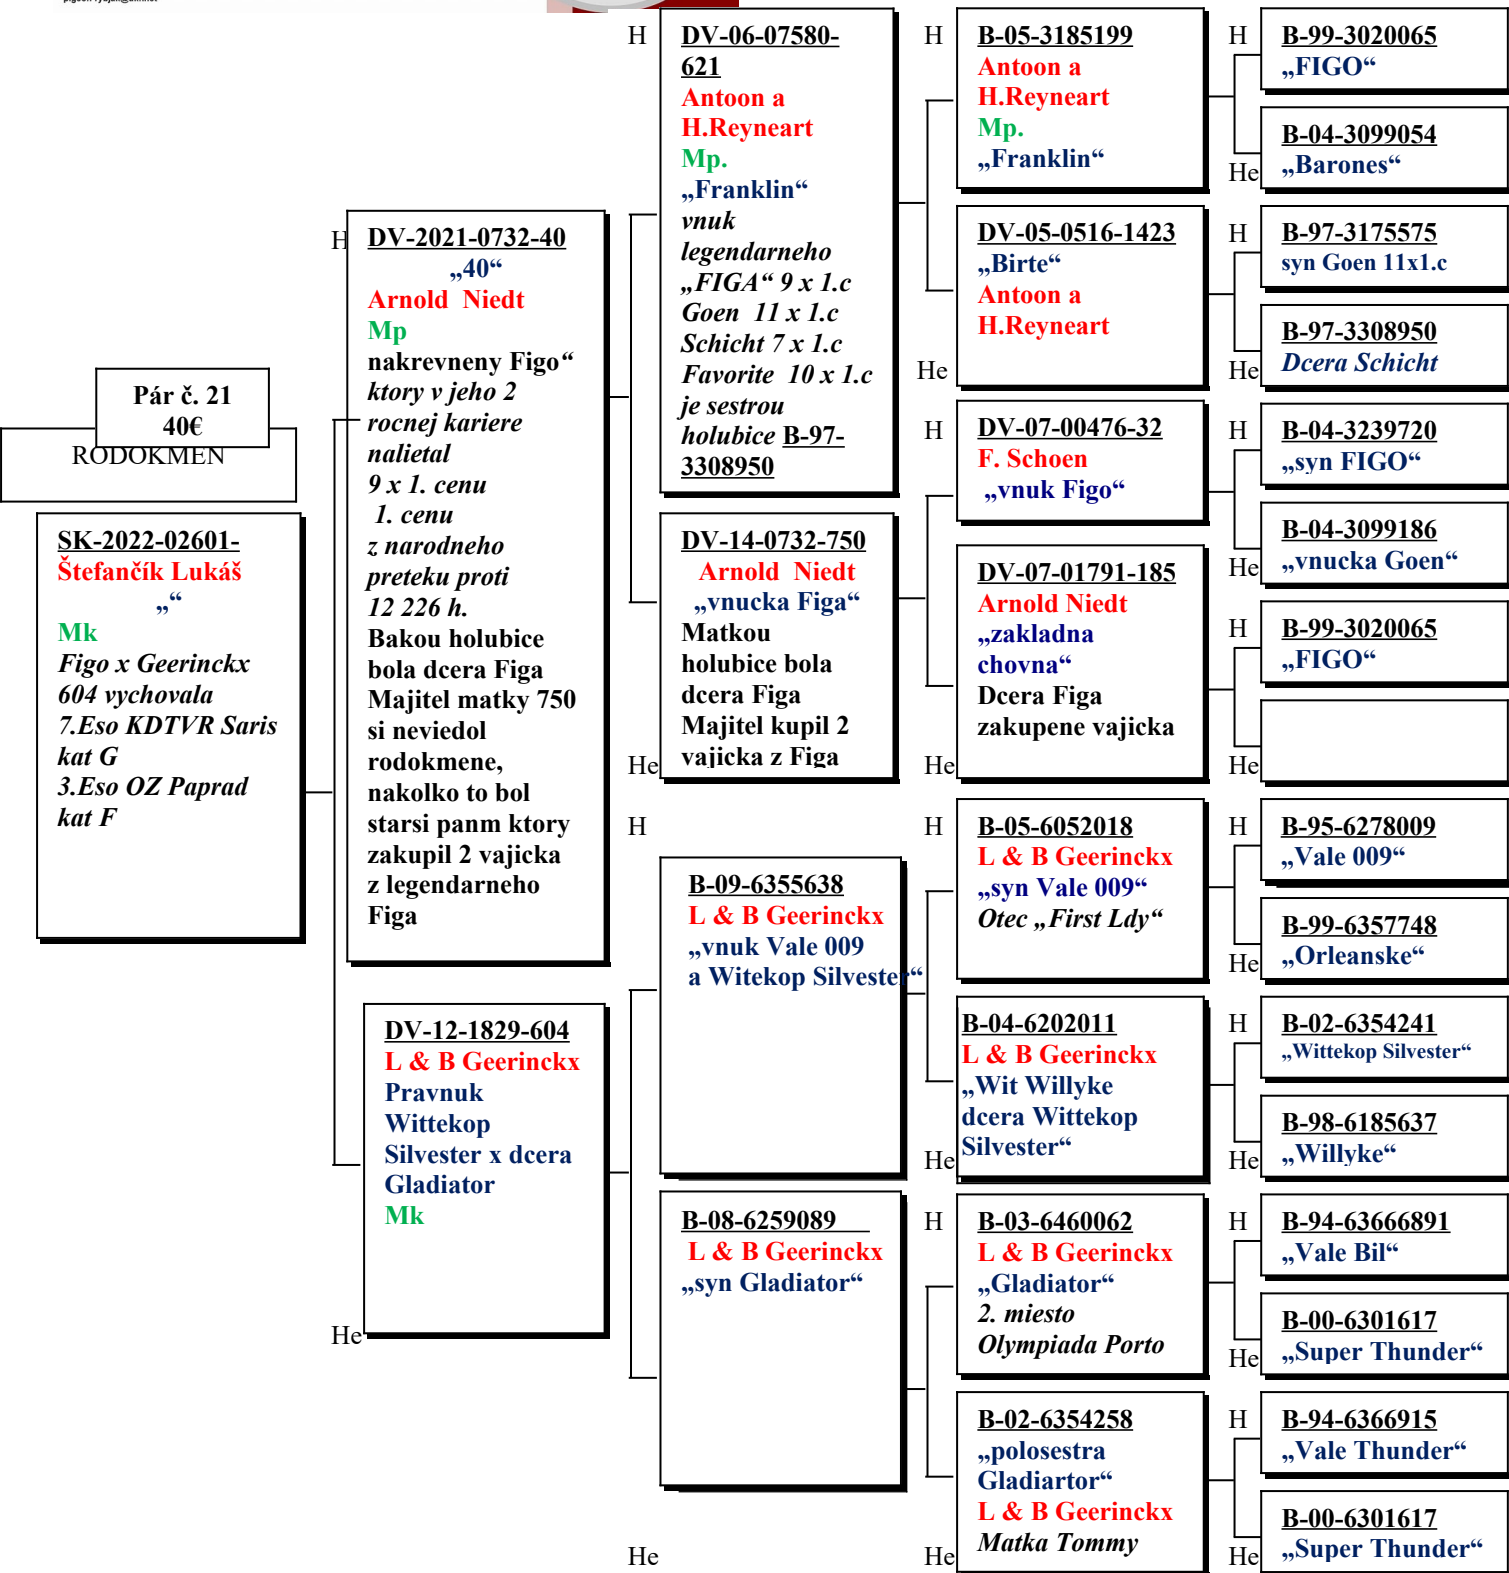 Pár č. 21
40€
RODOKMEŇ
SK-2022-02601-
Štefančík Lukáš
„“
Mk
Figo x Geerinckx
604 vychovala
7.Eso KDTVR Saris
kat G
3.Eso OZ Paprad
kat F
H
DV-2021-0732-40
„40“
Arnold  Niedt
Mp
nakrevneny Figo“
ktory v jeho 2
rocnej kariere
nalietal
9 x 1. cenu
1. cenu
z narodneho
preteku proti
12 226 h.
Bakou holubice
bola dcera Figa
Majitel matky 750
si neviedol
rodokmene,
nakolko to bol
starsi panm ktory
zakupil 2 vajicka
z legendarneho
Figa
He
DV-12-1829-604
L & B Geerinckx
Pravnuk
Wittekop
Silvester x dcera
Gladiator
Mk
H
DV-06-07580-
621
Antoon a
H.Reyneart
Mp.
„Franklin“
vnuk
legendarneho
„FIGA“ 9 x 1.c
Goen  11 x 1.c
Schicht 7 x 1.c
Favorite  10 x 1.c
je sestrou
holubice B-97-
3308950
He
DV-14-0732-750
Arnold  Niedt
„vnucka Figa“
Matkou
holubice bola
dcera Figa
Majitel kupil 2
vajicka z Figa
H
B-09-6355638
L & B Geerinckx
„vnuk Vale 009
a Witekop Silvester“
He
B-08-6259089
L & B Geerinckx
„syn Gladiator“
H
B-05-3185199
Antoon a
H.Reyneart
Mp.
„Franklin“
He
DV-05-0516-1423
„Birte“
Antoon a
H.Reyneart
H
DV-07-00476-32
F. Schoen
„vnuk Figo“
He
DV-07-01791-185
Arnold Niedt
„zakladna
chovna“
Dcera Figa
zakupene vajicka
H
B-05-6052018
L & B Geerinckx
„syn Vale 009“
Otec „First Ldy“
He
B-04-6202011
L & B Geerinckx
„Wit Willyke
dcera Wittekop
Silvester“
H
B-03-6460062
L & B Geerinckx
„Gladiator“
2. miesto
Olympiada Porto
He
B-02-6354258
„polosestra
Gladiartor“
L & B Geerinckx
Matka Tommy
H
B-99-3020065
„FIGO“
He
B-04-3099054
„Barones“
H
B-97-3175575
syn Goen 11x1.c
He
B-97-3308950
Dcera Schicht
H
B-04-3239720
„syn FIGO“
He
B-04-3099186
„vnucka Goen“
H
B-99-3020065
„FIGO“
He
H
B-95-6278009
„Vale 009“
He
B-99-6357748
„Orleanske“
H
B-02-6354241
„Wittekop Silvester“
He
B-98-6185637
„Willyke“
H
B-94-63666891
„Vale Bil“
He
B-00-6301617
„Super Thunder“
H
B-94-6366915
„Vale Thunder“
He
B-00-6301617
„Super Thunder“